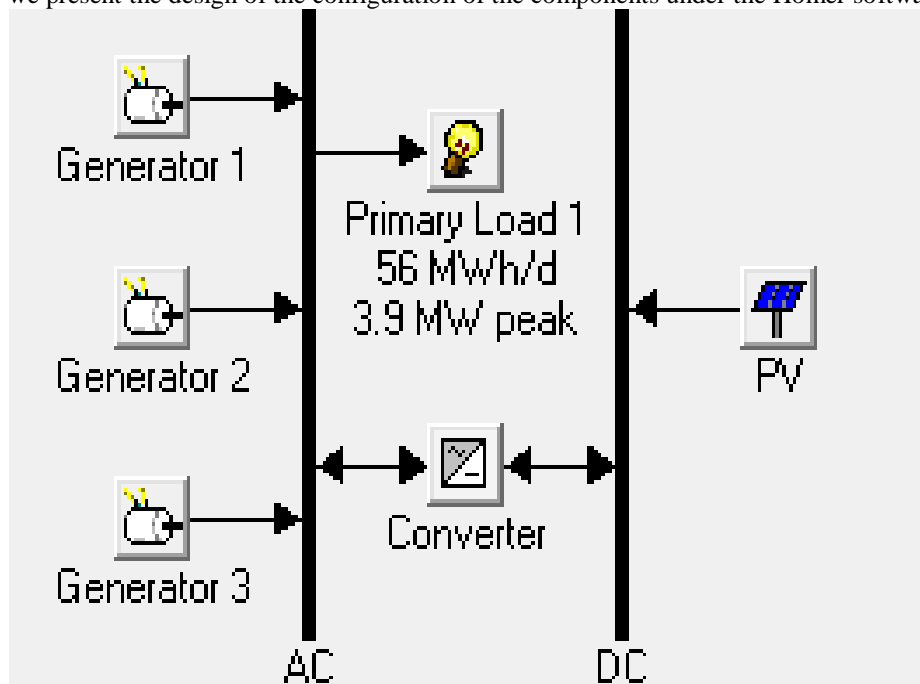 we present the design of the configuration of the components under the Homer softwa
Generator 1
Primary Load 1
56 MWh/d
3.9 MW peak
Generator 2
PV
Converter
Generator 3
AC
DC